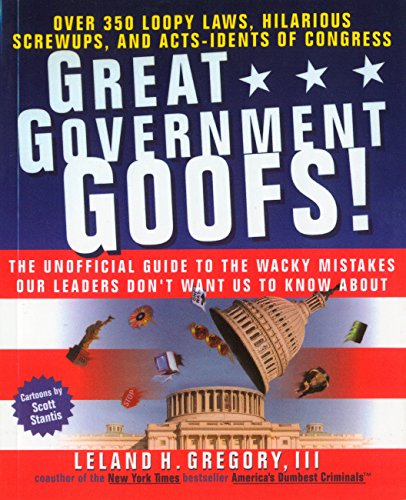 OVER 350 LOOPY LAWS, HILARIOUS
SCREWUPS, AND ACTS-IDENTS OF CONGRESS
GREAT
GOVERNMENT
GOOFS!
THE UNOFFICIAL GUIDE TO THE WACKY MISTAKES
OUR LEADERS DON'T WANT US TO KNOW ABOUT
STOP
Cartoons by
Scott
Stantis
LELAND H. GREGORY, III
coauthor of the New York Times bestseller America's Dumbest Criminals™